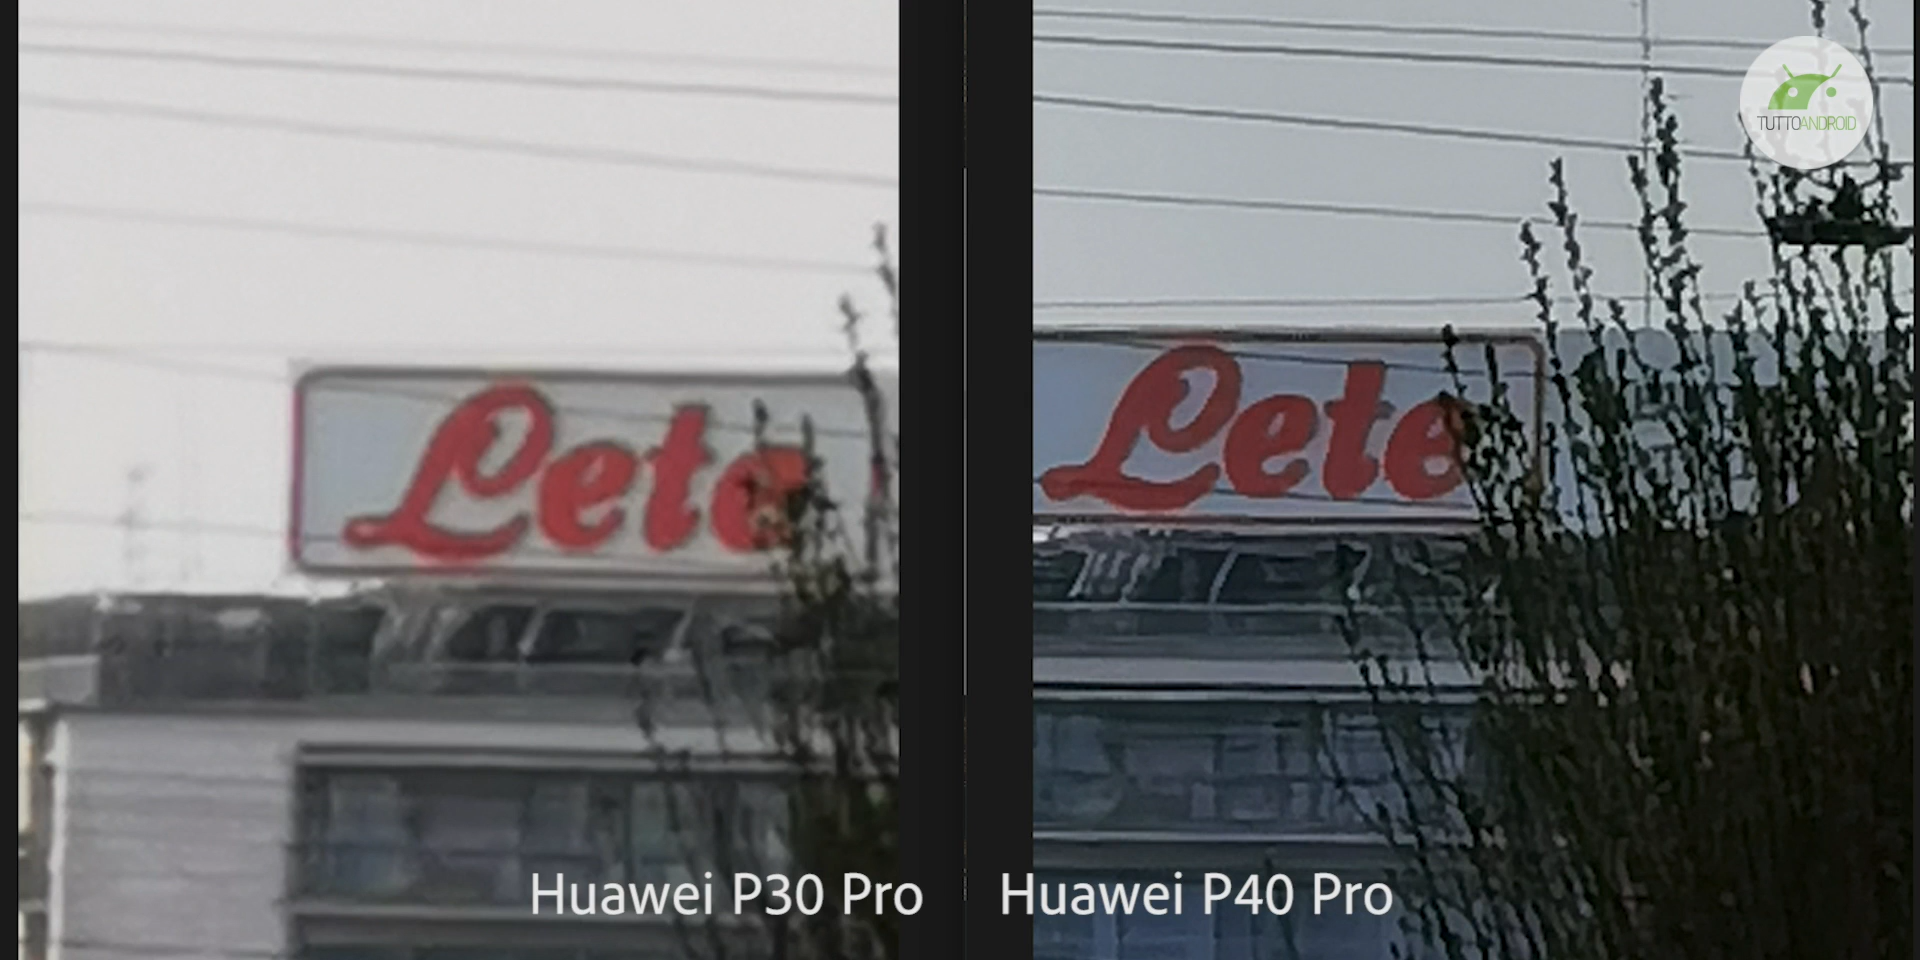 TUTTOANDROID
Lete
Lete
Huawei P30 Pro
Huawei P40 Pro